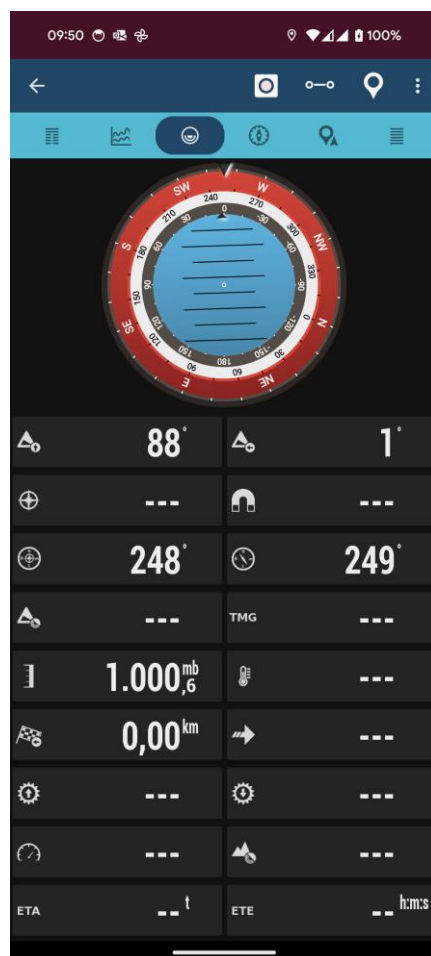 09:50 100%
SW 240 W
210 30 0 -30 270
S 180 60 -60 300 NW
150 90 -90 330
SE 120 120 -120 0 N
150 180 -150 30
90 60
E NE
88° 1°
--- ---
248° 249°
--- TMG ---
1.000,6 mb ---
0,00 km ---
--- ---
--- ---
ETA -- t ETE -- h:m:s